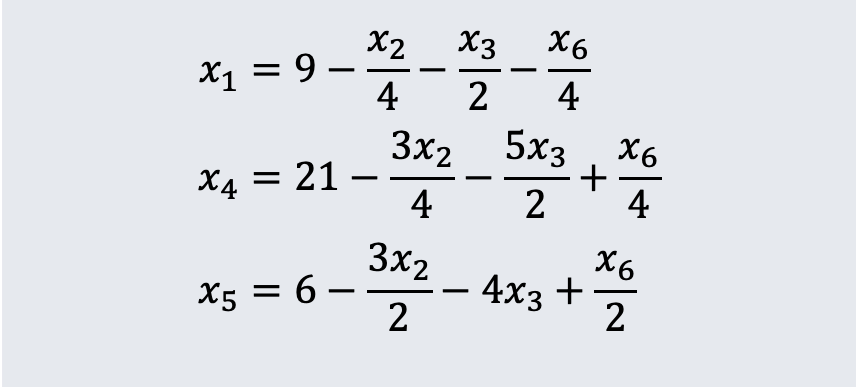 x₁ = 9 − x₂/4 − x₃/2 − x₆/4
x₄ = 21 − 3x₂/4 − 5x₃/2 + x₆/4
x₅ = 6 − 3x₂/2 − 4x₃ + x₆/2